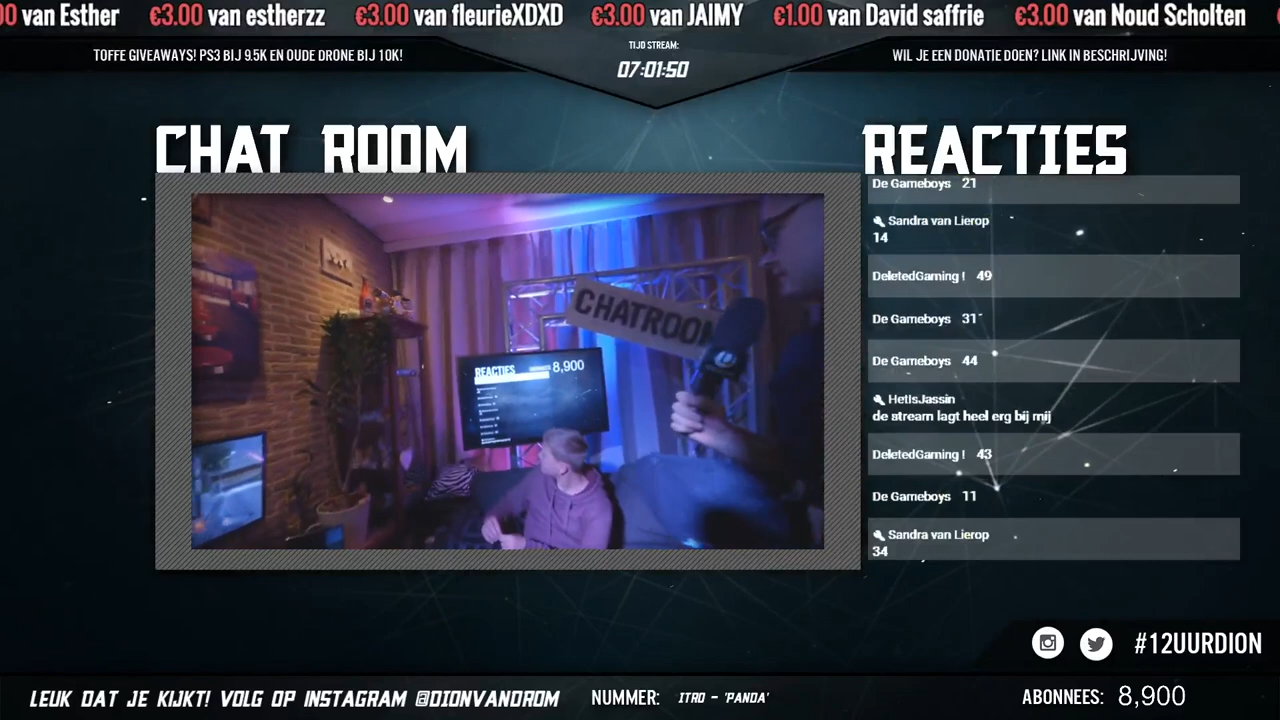 00 van Esther €3.00 van estherzz €3.00 van fleurieXDXD €3.00 van JAIMY €1.00 van David saffrie €3.00 van Noud Scholten
TOFFE GIVEAWAYS! PS3 BIJ 9.5K EN OUDE DRONE BIJ 10K!
TIJD STREAM:
07:01:50
WIL JE EEN DONATIE DOEN? LINK IN BESCHRIJVING!
CHAT ROOM
CHATROOM
REACTIES
8,900
REACTIES
De Gameboys 21
Sandra van Lierop
14
DeletedGaming ! 49
De Gameboys 31
De Gameboys 44
HetIsJassin
de stream lagt heel erg bij mij
DeletedGaming ! 43
De Gameboys 11
Sandra van Lierop
34
#12UURDION
LEUK DAT JE KIJKT! VOLG OP INSTAGRAM @DIONVANDROM
NUMMER: ITRO - 'PANDA'
ABONNEES: 8,900